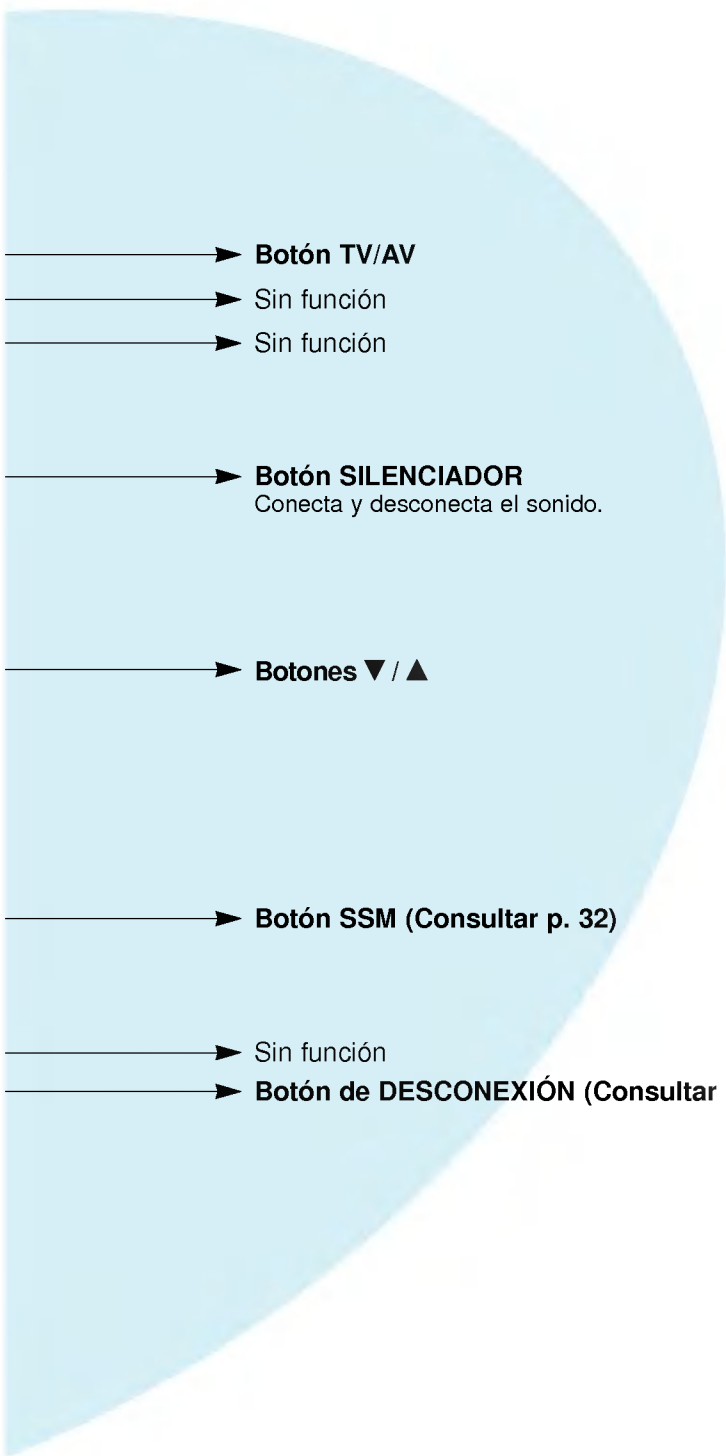 Botón TV/AV
Sin función
Sin función
Botón SILENCIADOR
Conecta y desconecta el sonido.
Botones ▼ / ▲
Botón SSM (Consultar p. 32)
Sin función
Botón de DESCONEXIÓN (Consultar